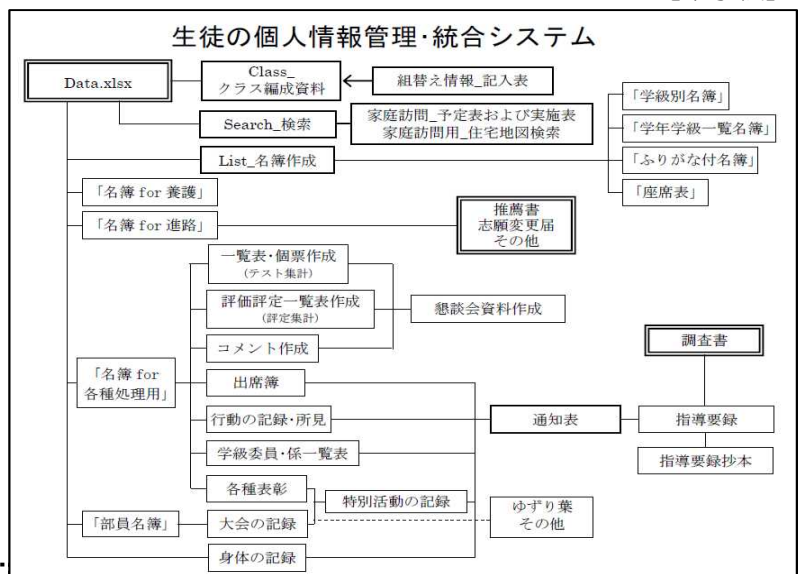 生徒の個人情報管理･統合システム
Data.xlsx
Class_
クラス編成資料
組替え情報_記入表
Search_検索
家庭訪問_予定表および実施表
家庭訪問用_住宅地図検索
List_名簿作成
「学級別名簿」
「学年学級一覧名簿」
「ふりがな付名簿」
「座席表」
「名簿 for 養護」
「名簿 for 進路」
推薦書
志願変更届
その他
一覧表･個票作成
(テスト集計)
評価評定一覧表作成
(評定集計)
コメント作成
懇談会資料作成
調査書
「名簿 for
各種処理用」
出席簿
行動の記録･所見
学級委員･係一覧表
通知表
指導要録
指導要録抄本
各種表彰
特別活動の記録
ゆずり葉
その他
「部員名簿」
大会の記録
身体の記録